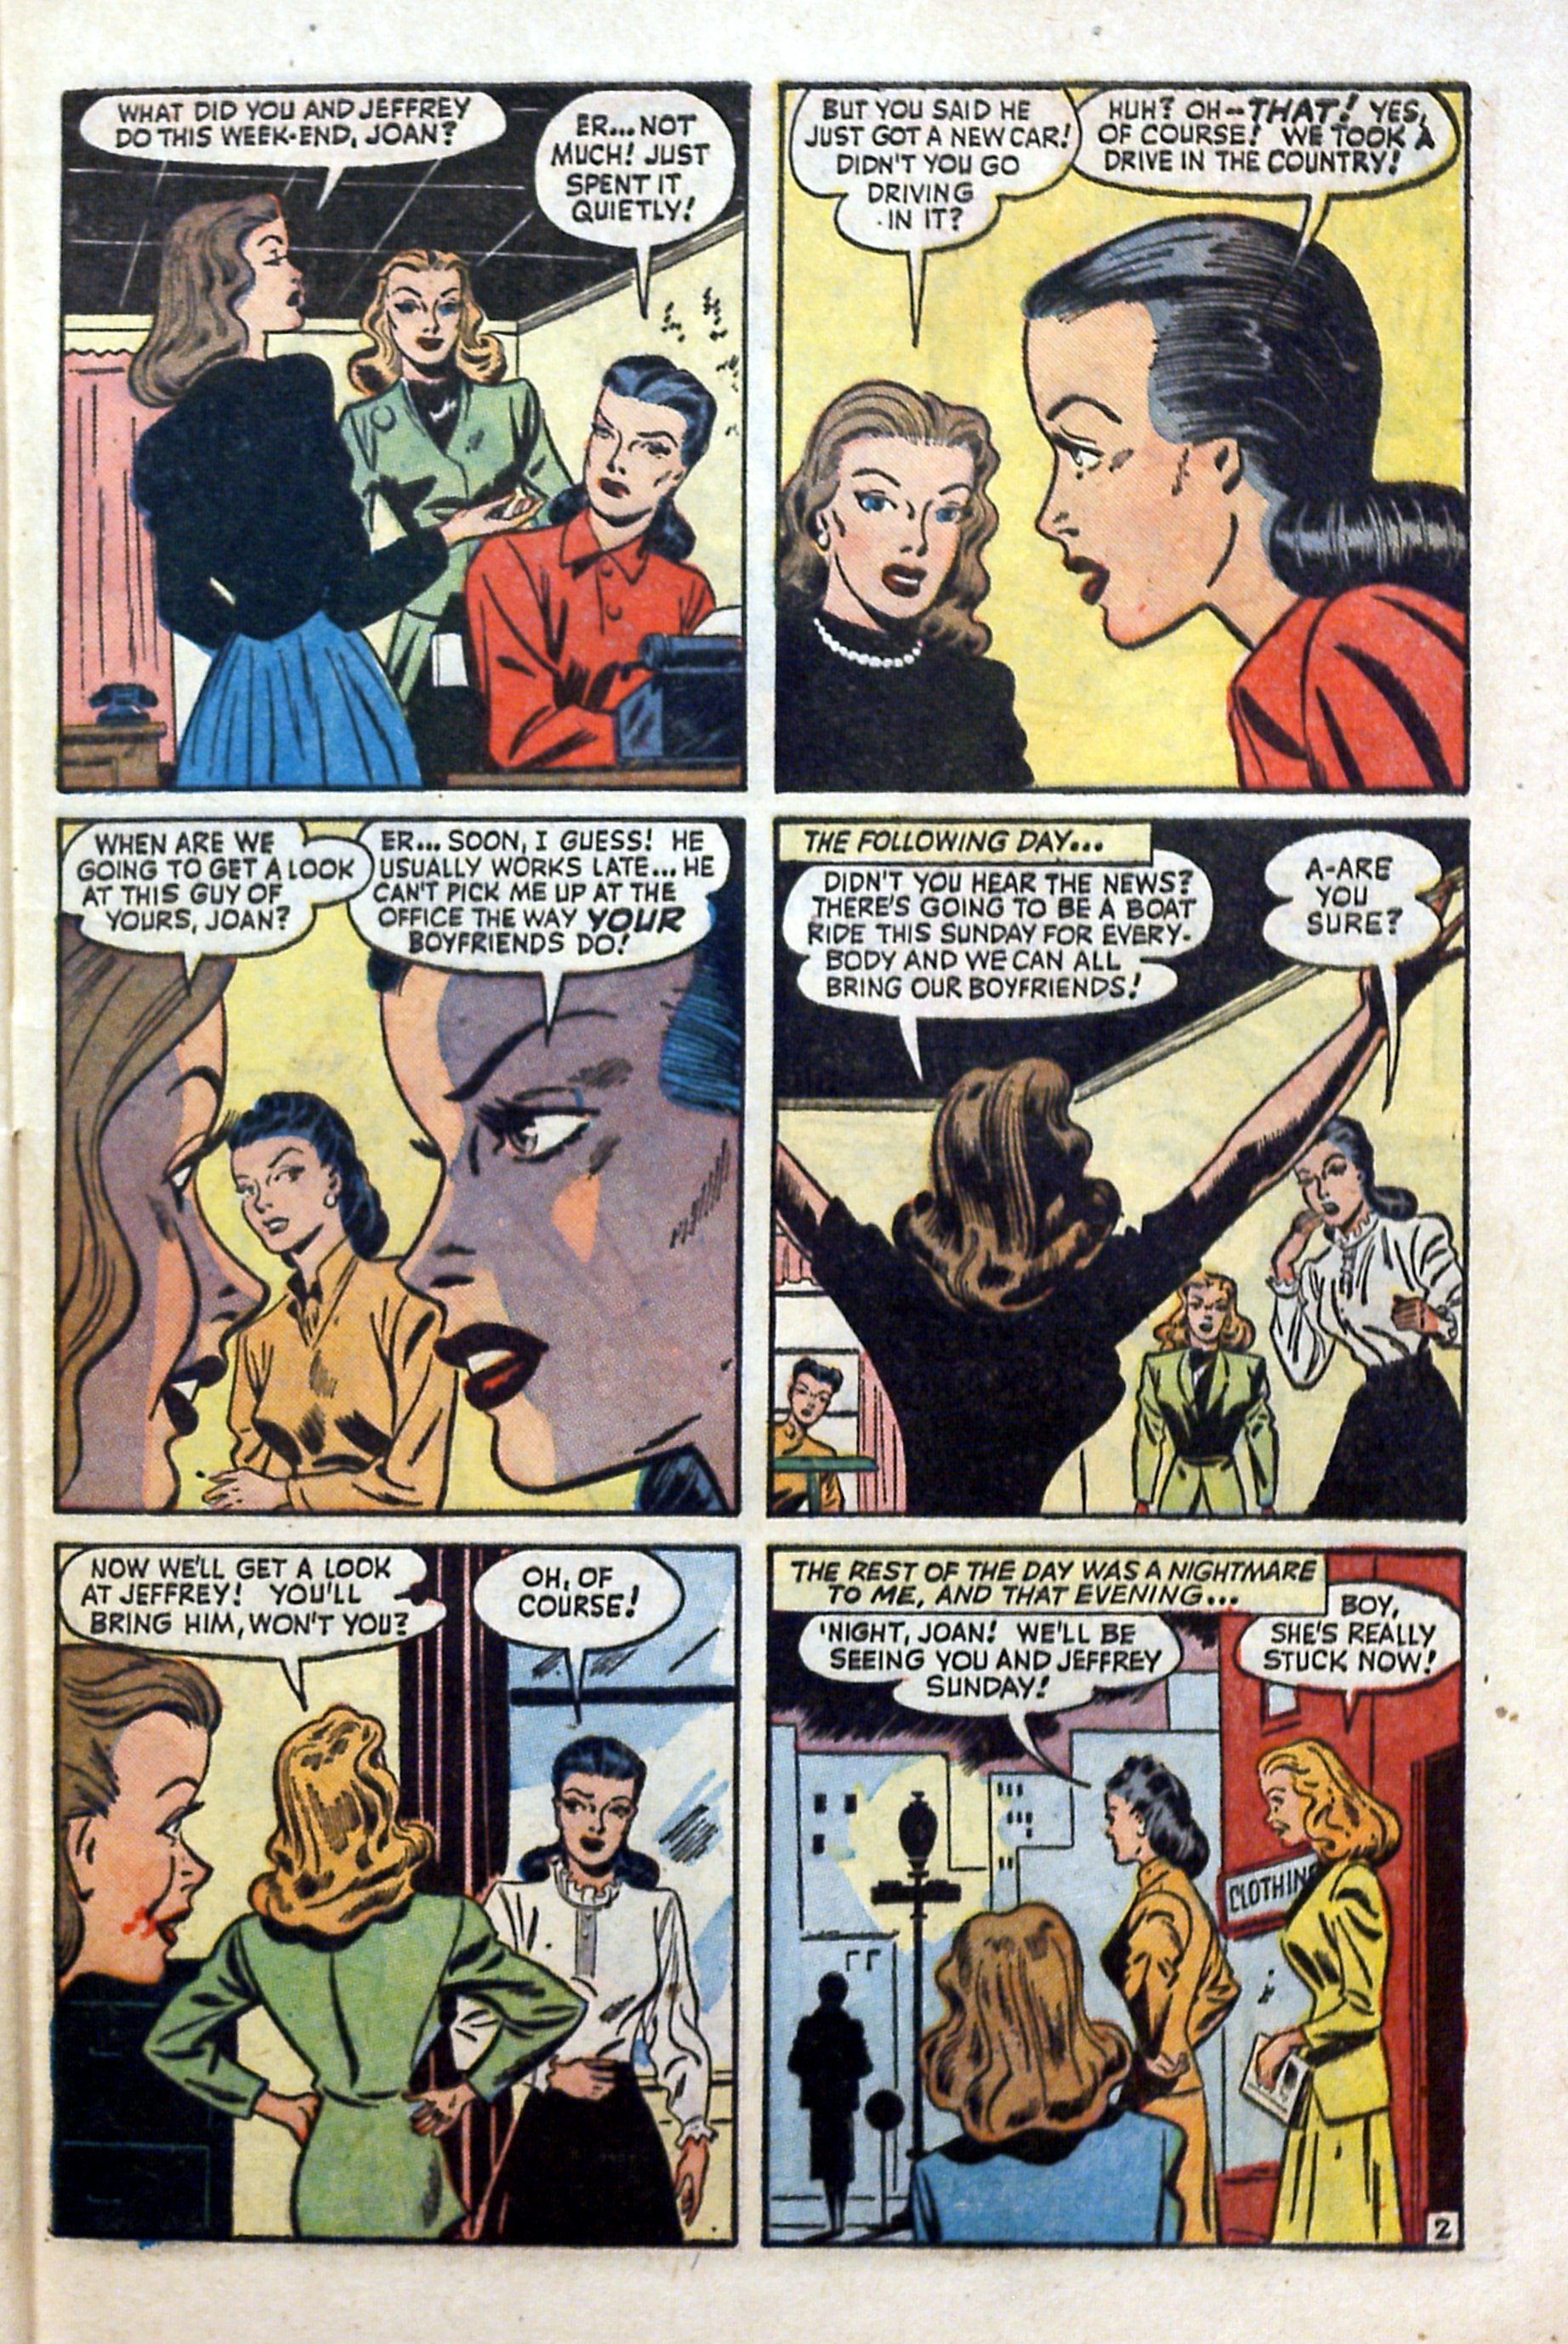 WHAT DID YOU AND JEFFREY
DO THIS WEEK-END, JOAN?
ER...NOT
MUCH! JUST
SPENT IT
QUIETLY!
BUT YOU SAID HE
JUST GOT A NEW CAR!
DIDN'T YOU GO
DRIVING
IN IT?
HUH? OH--THAT! YES,
OF COURSE! WE TOOK A
DRIVE IN THE COUNTRY!
WHEN ARE WE
GOING TO GET A LOOK
AT THIS GUY OF
YOURS, JOAN?
ER... SOON, I GUESS! HE
USUALLY WORKS LATE... HE
CAN'T PICK ME UP AT THE
OFFICE THE WAY YOUR
BOYFRIENDS DO!
THE FOLLOWING DAY...
DIDN'T YOU HEAR THE NEWS?
THERE'S GOING TO BE A BOAT
RIDE THIS SUNDAY FOR EVERY-
BODY AND WE CAN ALL
BRING OUR BOYFRIENDS!
A-ARE
YOU
SURE?
NOW WE'LL GET A LOOK
AT JEFFREY! YOU'LL
BRING HIM, WON'T YOU?
OH, OF
COURSE!
THE REST OF THE DAY WAS A NIGHTMARE
TO ME, AND THAT EVENING...
'NIGHT, JOAN! WE'LL BE
SEEING YOU AND JEFFREY
SUNDAY!
BOY,
SHE'S REALLY
STUCK NOW!
CLOTHIN
2